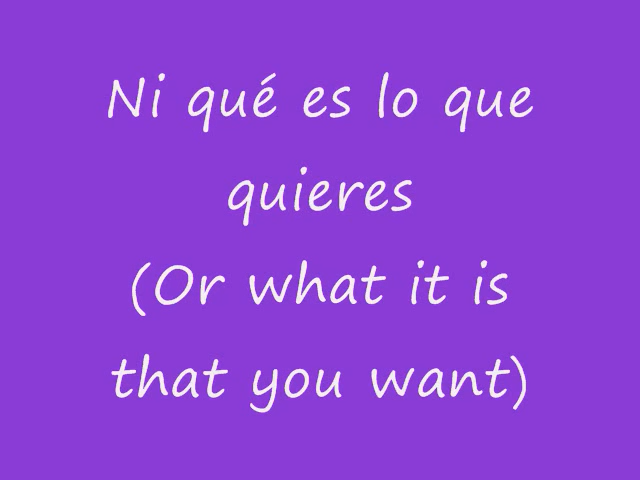 Ni qué es lo que
quieres
(Or what it is
that you want)